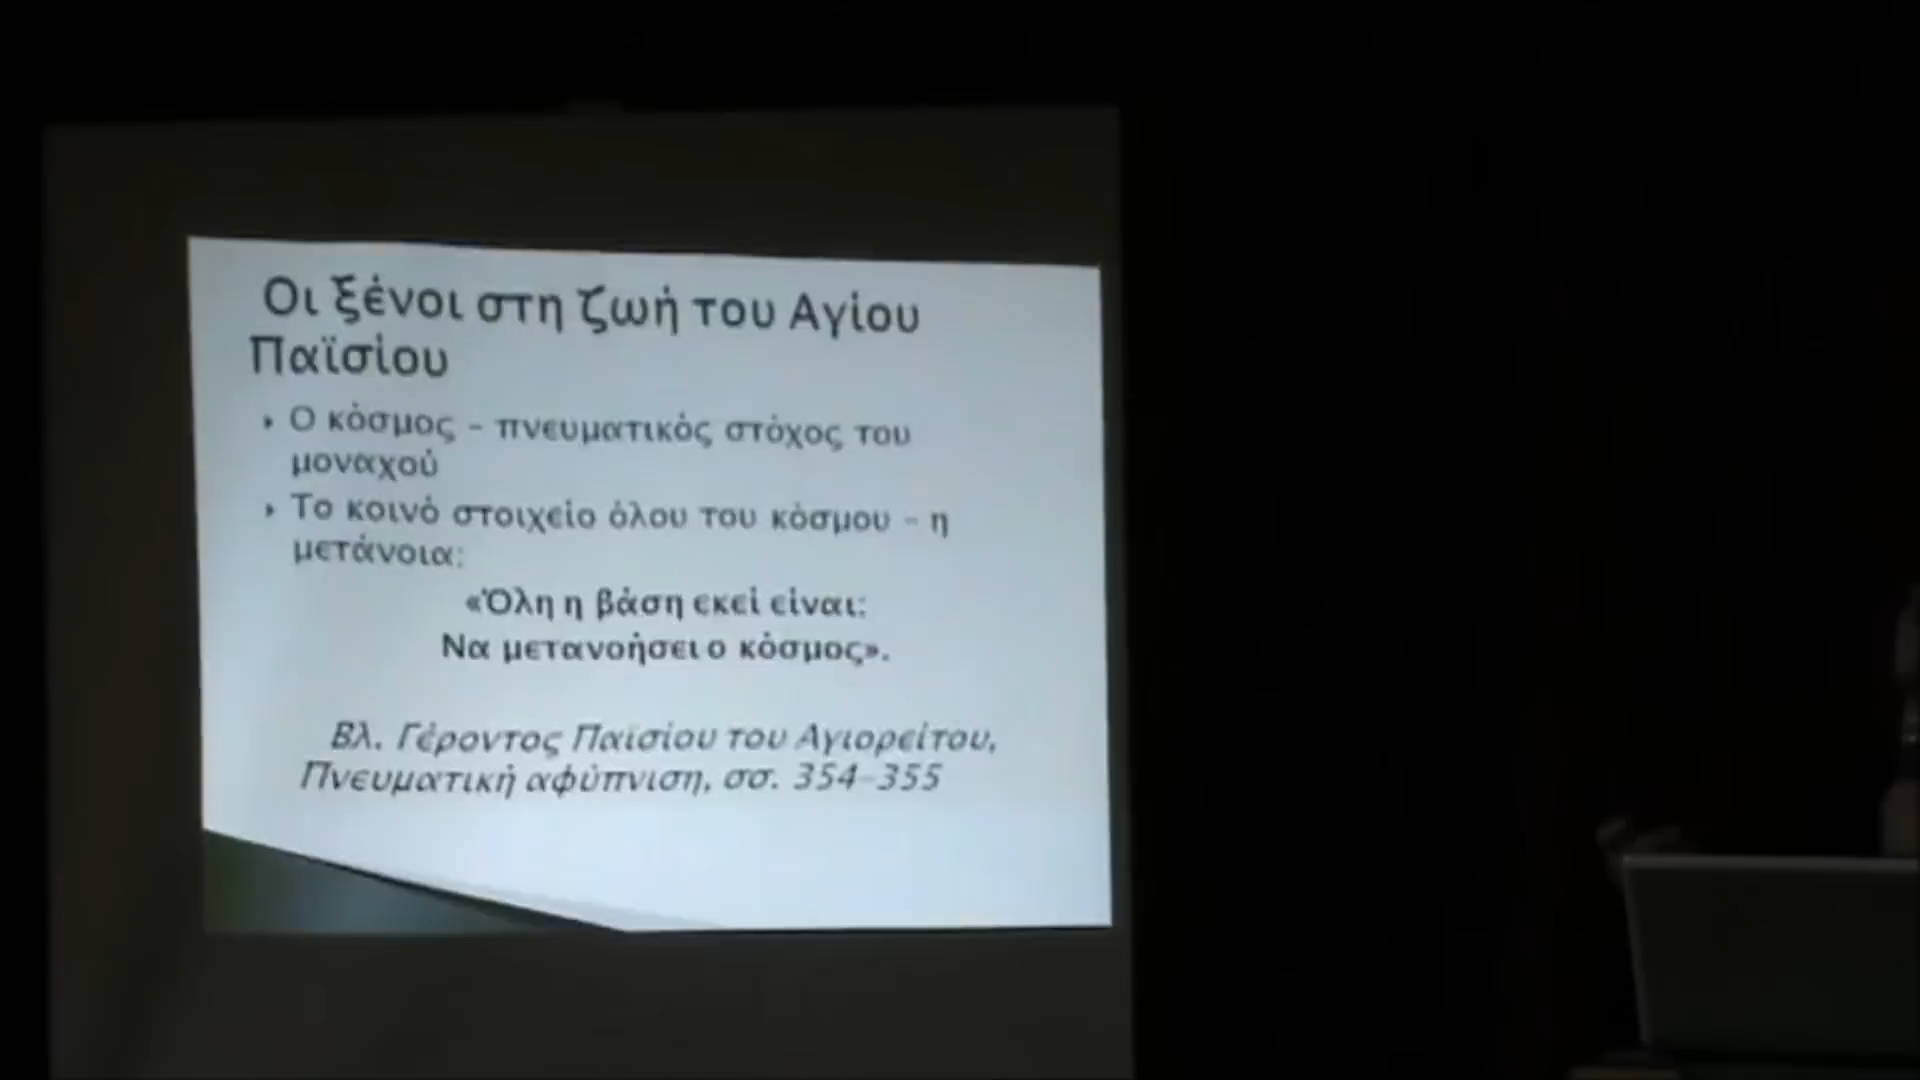 Οι ξένοι στη ζωή του Αγίου
Παϊσίου
Ο κόσμος - πνευματικός στόχος του
μοναχού
Το κοινό στοιχείο όλου του κόσμου - η
μετάνοια:
«Όλη η βάση εκεί είναι:
Να μετανοήσει ο κόσμος».
Βλ. Γέροντος Παϊσίου του Αγιορείτου,
Πνευματική αφύπνιση, σσ. 354-355